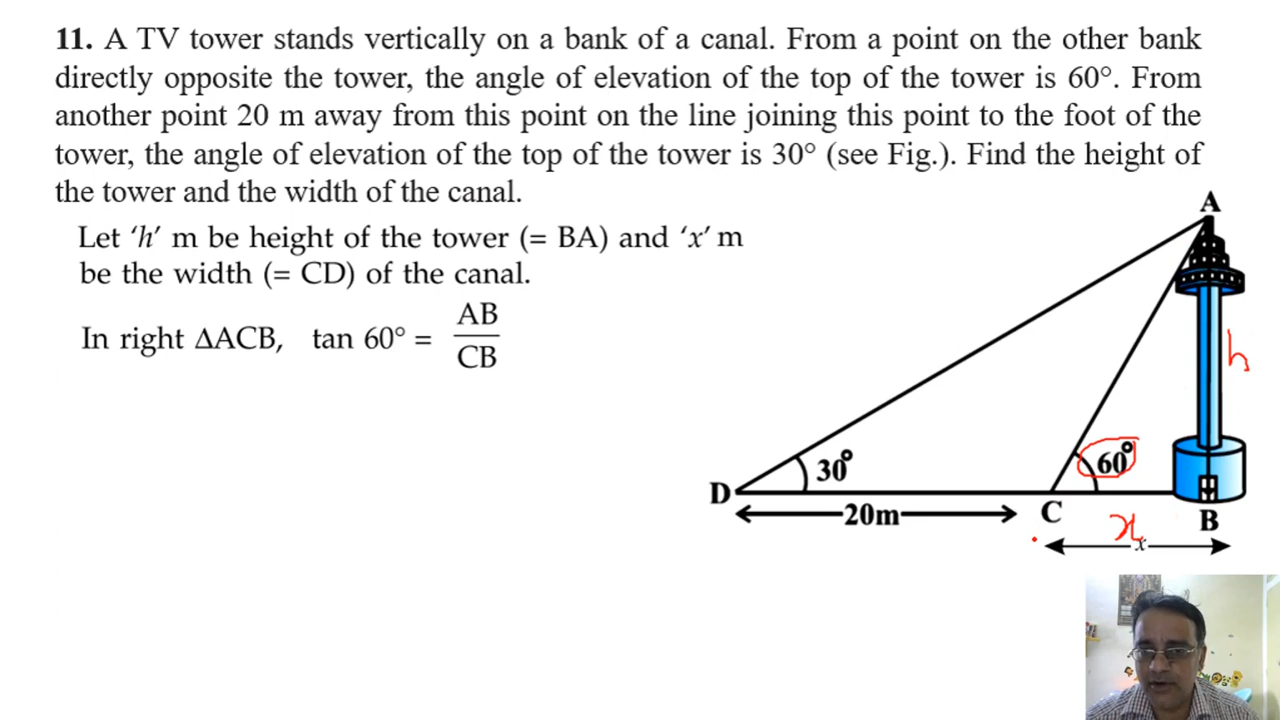 11. A TV tower stands vertically on a bank of a canal. From a point on the other bank
directly opposite the tower, the angle of elevation of the top of the tower is 60°. From
another point 20 m away from this point on the line joining this point to the foot of the
tower, the angle of elevation of the top of the tower is 30° (see Fig.). Find the height of
the tower and the width of the canal.
Let ‘h’ m be height of the tower (= BA) and ‘x’ m
be the width (= CD) of the canal.
In right ΔACB, tan 60° = AB
CB
A
h
30°
60°
D
20m
C
B
x
x